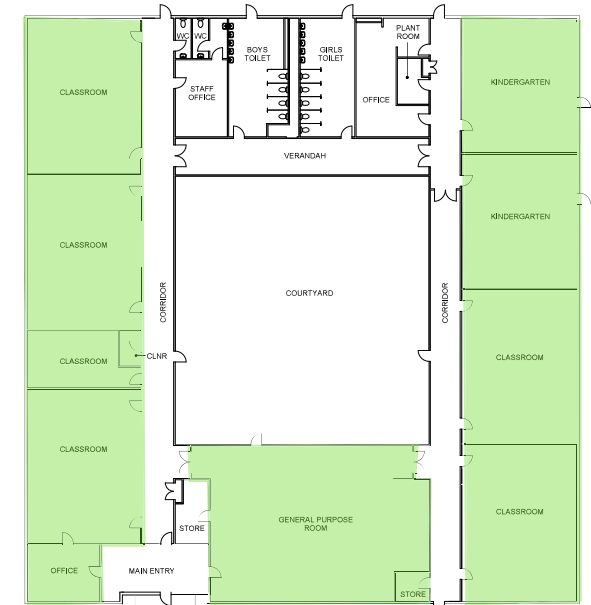 WC
WC
BOYS
TOILET
GIRLS
TOILET
PLANT
ROOM
CLASSROOM
STAFF
OFFICE
OFFICE
KINDERGARTEN
VERANDAH
CLASSROOM
KINDERGARTEN
CORRIDOR
COURTYARD
CORRIDOR
CLASSROOM
CLNR
CLASSROOM
CLASSROOM
GENERAL PURPOSE
ROOM
STORE
CLASSROOM
OFFICE
MAIN ENTRY
STORE